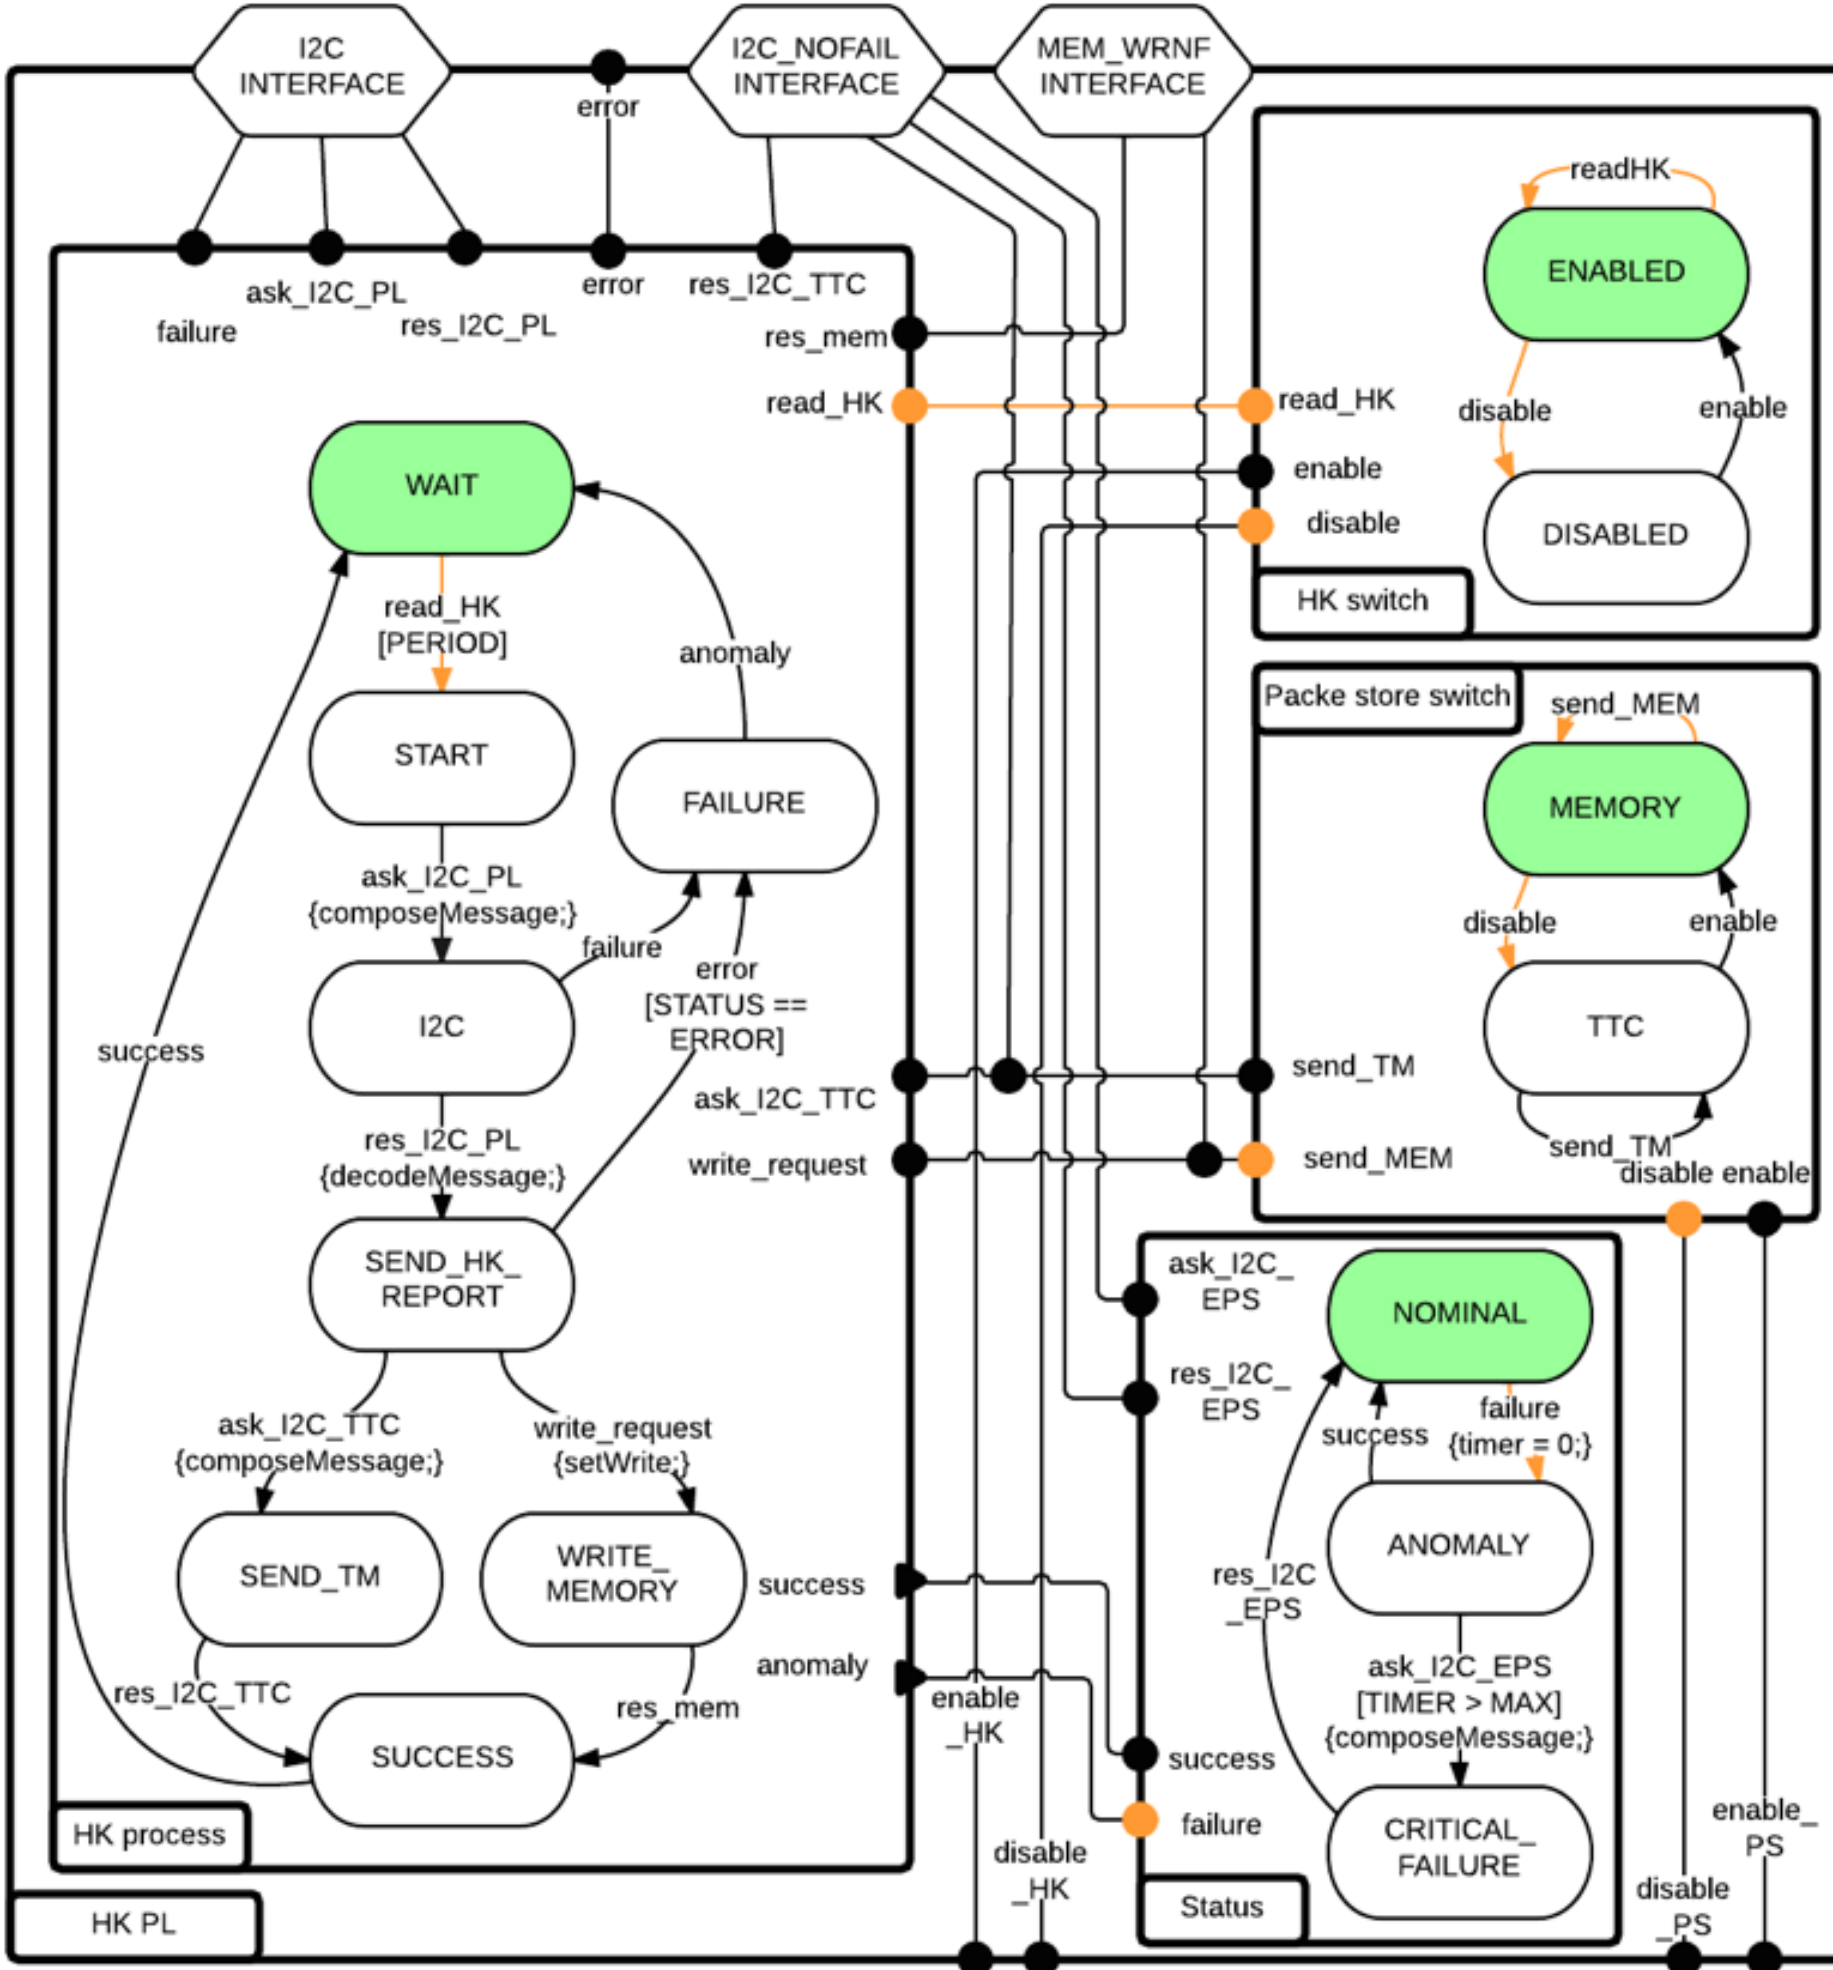 I2C
INTERFACE
error
I2C_NOFAIL
INTERFACE
MEM_WRNF
INTERFACE
failure
ask_I2C_PL
res_I2C_PL
error
res_I2C_TTC
res_mem
read_HK
WAIT
read_HK
[PERIOD]
START
anomaly
FAILURE
ask_I2C_PL
{composeMessage;}
failure
I2C
error
[STATUS ==
ERROR]
success
res_I2C_PL
{decodeMessage;}
ask_I2C_TTC
write_request
SEND_HK_
REPORT
ask_I2C_TTC
{composeMessage;}
write_request
{setWrite;}
SEND_TM
WRITE_
MEMORY
success
anomaly
res_I2C_TTC
res_mem
SUCCESS
HK process
HK PL
enable
_HK
disable
_HK
readHK
ENABLED
read_HK
disable
enable
enable
disable
DISABLED
HK switch
Packe store switch
send_MEM
MEMORY
disable
enable
TTC
send_TM
send_TM
send_MEM
disable enable
ask_I2C_
EPS
NOMINAL
res_I2C_
EPS
failure
{timer = 0;}
success
ANOMALY
res_I2C
_EPS
ask_I2C_EPS
[TIMER > MAX]
{composeMessage;}
success
failure
CRITICAL_
FAILURE
Status
disable
_PS
enable_
PS